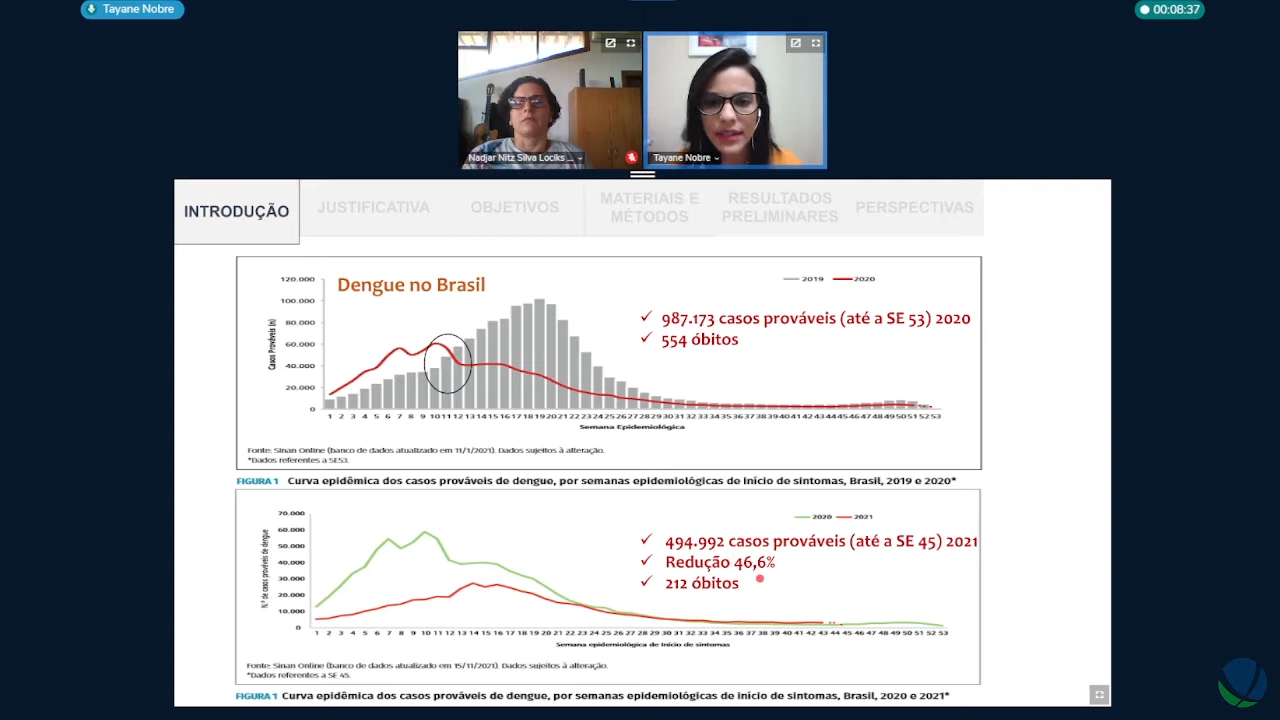 Tayane Nobre
00:08:37
Nadjar Nitz Silva Lociks ...
Tayane Nobre
INTRODUÇÃO
JUSTIFICATIVA
OBJETIVOS
MATERIAIS E
MÉTODOS
RESULTADOS
PRELIMINARES
PERSPECTIVAS
Dengue no Brasil
2019 2020
120.000
100.000
80.000
60.000
40.000
20.000
0
Casos Prováveis (n)
✓ 987.173 casos prováveis (até a SE 53) 2020
✓ 554 óbitos
1 2 3 4 5 6 7 8 9 10 11 12 13 14 15 16 17 18 19 20 21 22 23 24 25 26 27 28 29 30 31 32 33 34 35 36 37 38 39 40 41 42 43 44 45 46 47 48 49 50 51 52 53
Semana Epidemiológica
Fonte: Sinan Online (banco de dados atualizado em 11/1/2021). Dados sujeitos à alteração.
*Dados referentes a SE53.
FIGURA 1 Curva epidêmica dos casos prováveis de dengue, por semanas epidemiológicas de início de sintomas, Brasil, 2019 e 2020*
2020 2021
70.000
60.000
50.000
40.000
30.000
20.000
10.000
0
N.º de casos prováveis de dengue
✓ 494.992 casos prováveis (até a SE 45) 2021
✓ Redução 46,6%
✓ 212 óbitos
1 2 3 4 5 6 7 8 9 10 11 12 13 14 15 16 17 18 19 20 21 22 23 24 25 26 27 28 29 30 31 32 33 34 35 36 37 38 39 40 41 42 43 44 45 46 47 48 49 50 51 52 53
Semana epidemiológica de Início de sintomas
Fonte: Sinan Online (banco de dados atualizado em 15/11/2021). Dados sujeitos à alteração.
*Dados referentes a SE 45.
FIGURA 1 Curva epidêmica dos casos prováveis de dengue, por semanas epidemiológicas de início de sintomas, Brasil, 2020 e 2021*